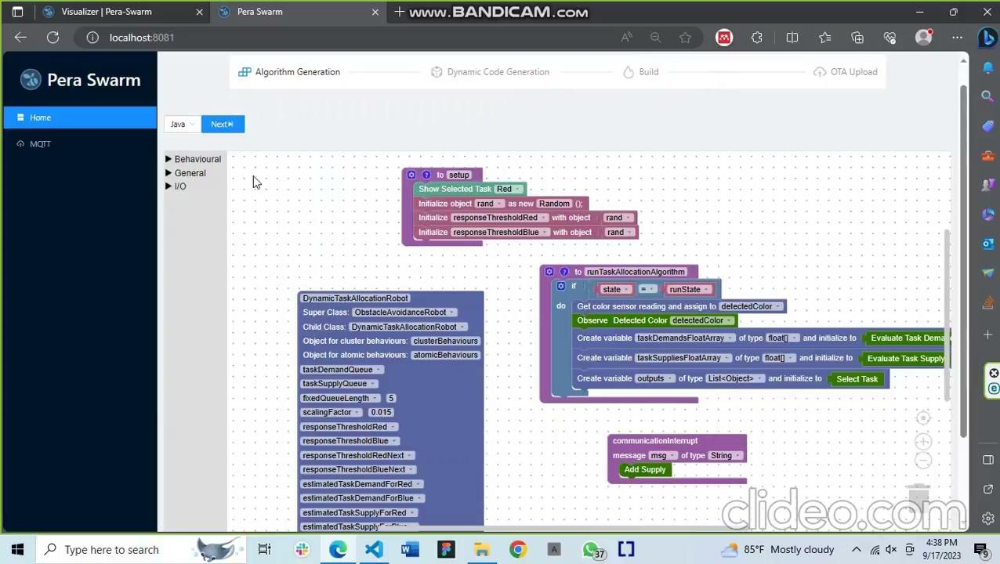 Visualizer | Pera-Swarm
Pera Swarm
WWW.BANDICAM.COM
localhost:8081
Pera Swarm
Home
MQTT
Algorithm Generation
Dynamic Code Generation
Build
OTA Upload
Java
Next
Behavioural
General
I/O
to setup
Show Selected Task Red
Initialize object rand as new Random ();
Initialize responseThresholdRed with object rand
Initialize responseThresholdBlue with object rand
to runTaskAllocationAlgorithm
if state = runState
do Get color sensor reading and assign to detectedColor
Observe Detected Color detectedColor
Create variable taskDemandsFloatArray of type float[] and initialize to Evaluate Task Dema
Create variable taskSuppliesFloatArray of type float[] and initialize to Evaluate Task Supply
Create variable outputs of type List<Object> and initialize to Select Task
DynamicTaskAllocationRobot
Super Class: ObstacleAvoidanceRobot
Child Class: DynamicTaskAllocationRobot
Object for cluster behaviours: clusterBehaviours
Object for atomic behaviours: atomicBehaviours
taskDemandQueue
taskSupplyQueue
fixedQueueLength 5
scalingFactor 0.015
responseThresholdRed
responseThresholdBlue
responseThresholdRedNext
responseThresholdBlueNext
estimatedTaskDemandForRed
estimatedTaskDemandForBlue
estimatedTaskSupplyForRed
estimatedTaskSupplyForBlue
communicationInterrupt
message msg of type String
Add Supply
clideo.com
Type here to search
37
85°F Mostly cloudy
4:38 PM
9/17/2023
9